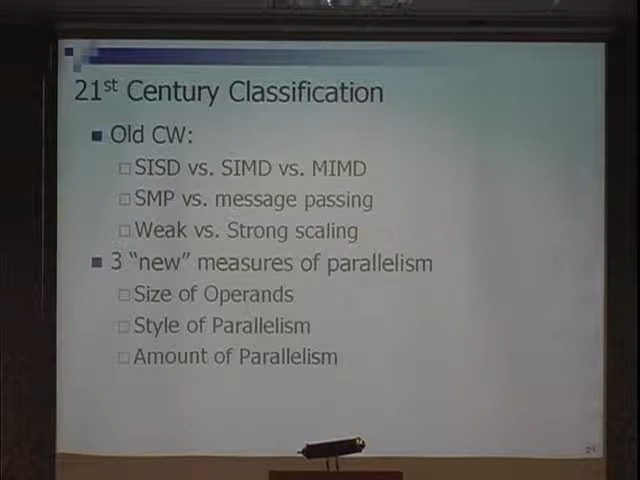 21st Century Classification
Old CW:
SISD vs. SIMD vs. MIMD
SMP vs. message passing
Weak vs. Strong scaling
3 “new” measures of parallelism
Size of Operands
Style of Parallelism
Amount of Parallelism